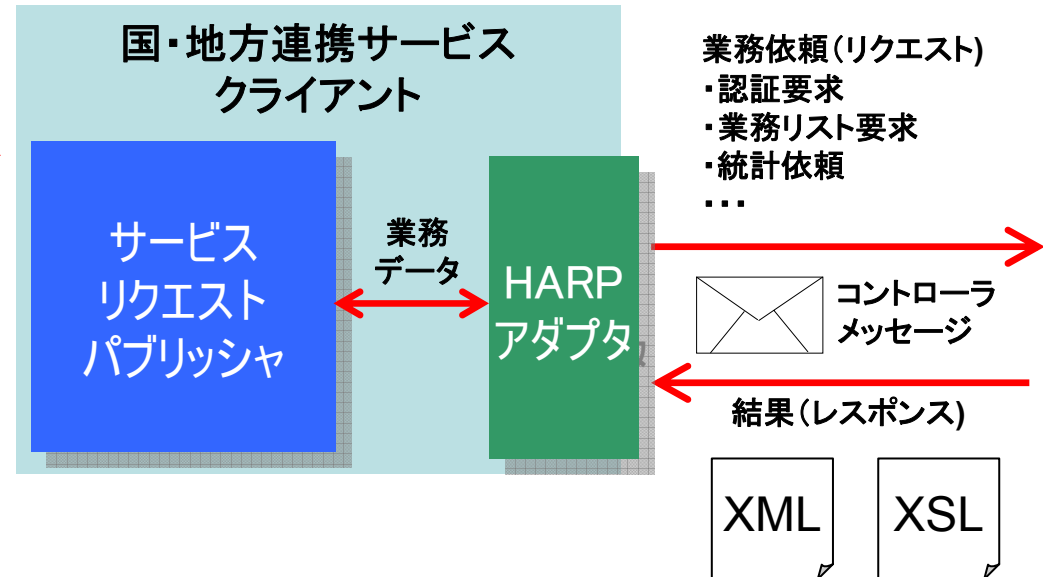 国・地方連携サービス
クライアント
サービス
リクエスト
パブリッシャ
業務
データ
HARP
アダプタ
業務依頼(リクエスト)
・認証要求
・業務リスト要求
・統計依頼
・・・
コントローラ
メッセージ
結果(レスポンス)
XML
XSL